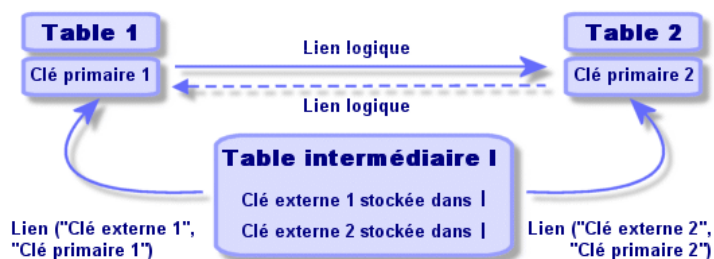 Table 1
Table 2
Lien logique
Clé primaire 1
Clé primaire 2
Lien logique
Table intermédiaire I
Clé externe 1 stockée dans I
Clé externe 2 stockée dans I
Lien ("Clé externe 1",
"Clé primaire 1")
Lien ("Clé externe 2",
"Clé primaire 2")